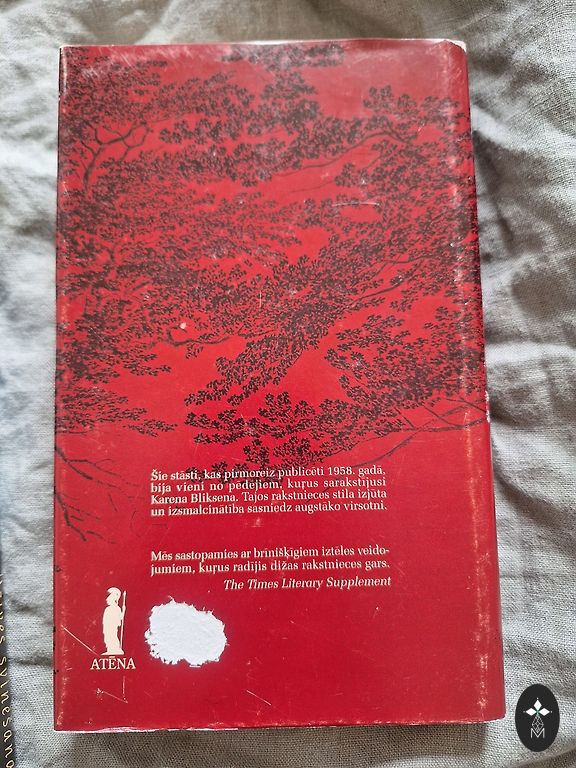 Šie stāsti, kas pirmoreiz publicēti 1958. gadā,
bija vieni no pēdējiem, kuŗus sarakstījusi
Karena Bliksena. Tajos rakstnieces stila izjūta
un izsmalcinātība sasniedz augstāko virsotni.
Mēs sastopamies ar brīnišķīgiem iztēles veido-
jumiem, kuŗus radījis dižas rakstnieces gars.
The Times Literary Supplement
ATĒNA
M